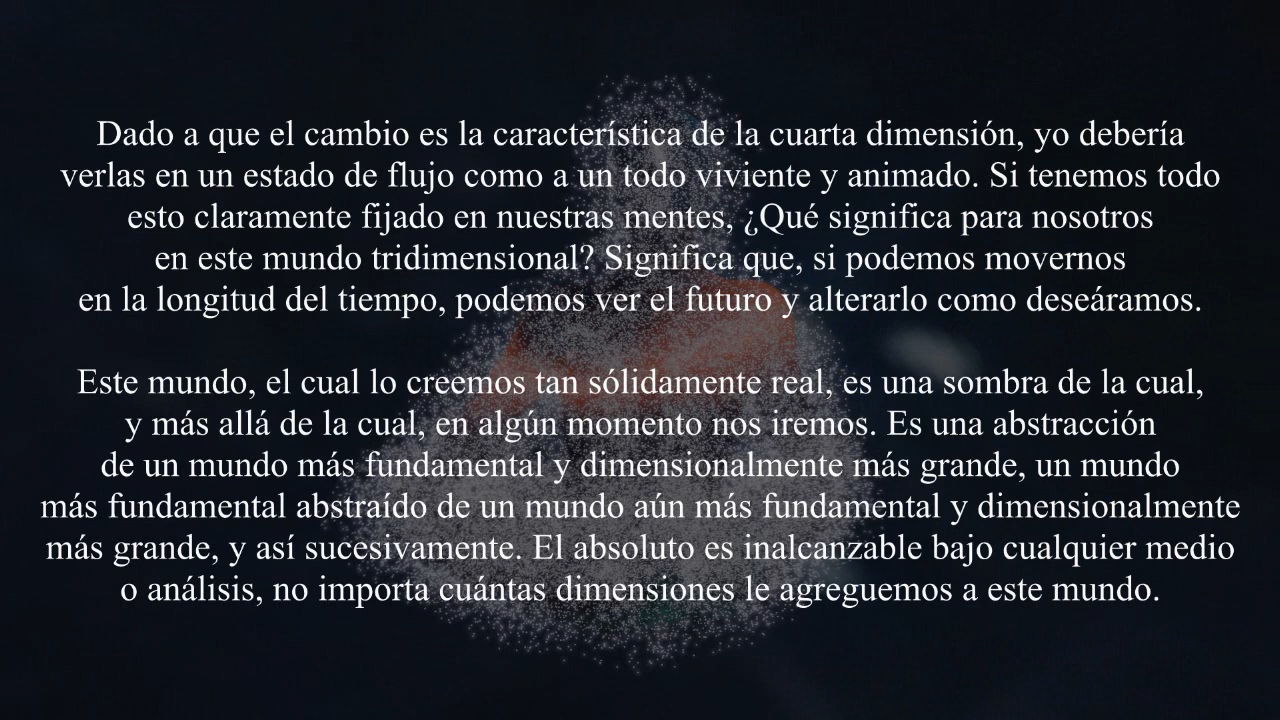 Dado a que el cambio es la característica de la cuarta dimensión, yo debería
verlas en un estado de flujo como a un todo viviente y animado. Si tenemos todo
esto claramente fijado en nuestras mentes, ¿Qué significa para nosotros
en este mundo tridimensional? Significa que, si podemos movernos
en la longitud del tiempo, podemos ver el futuro y alterarlo como deseáramos.
Este mundo, el cual lo creemos tan sólidamente real, es una sombra de la cual,
y más allá de la cual, en algún momento nos iremos. Es una abstracción
de un mundo más fundamental y dimensionalmente más grande, un mundo
más fundamental abstraído de un mundo aún más fundamental y dimensionalmente
más grande, y así sucesivamente. El absoluto es inalcanzable bajo cualquier medio
o análisis, no importa cuántas dimensiones le agreguemos a este mundo.